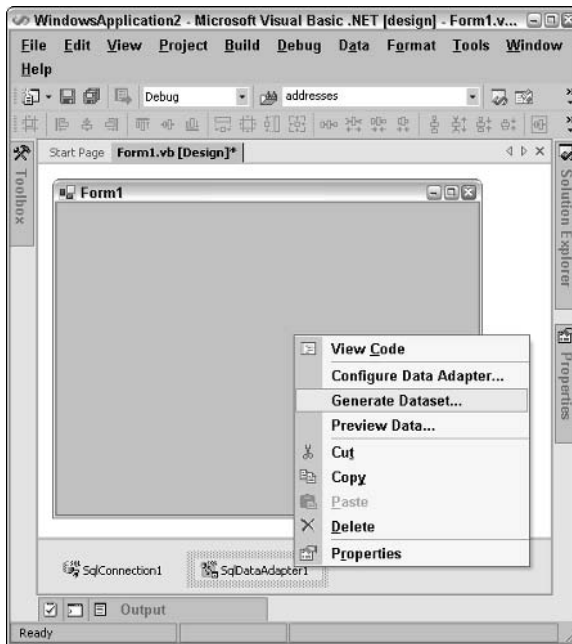 WindowsApplication2 - Microsoft Visual Basic .NET [design] - Form1.v...
File Edit View Project Build Debug Data Format Tools Window
Help
Debug addresses
Start Page Form1.vb [Design]*
Toolbox
Form1
Solution Explorer
Properties
View Code
Configure Data Adapter...
Generate Dataset...
Preview Data...
Cut
Copy
Paste
Delete
Properties
SqlConnection1 SqlDataAdapter1
Output
Ready